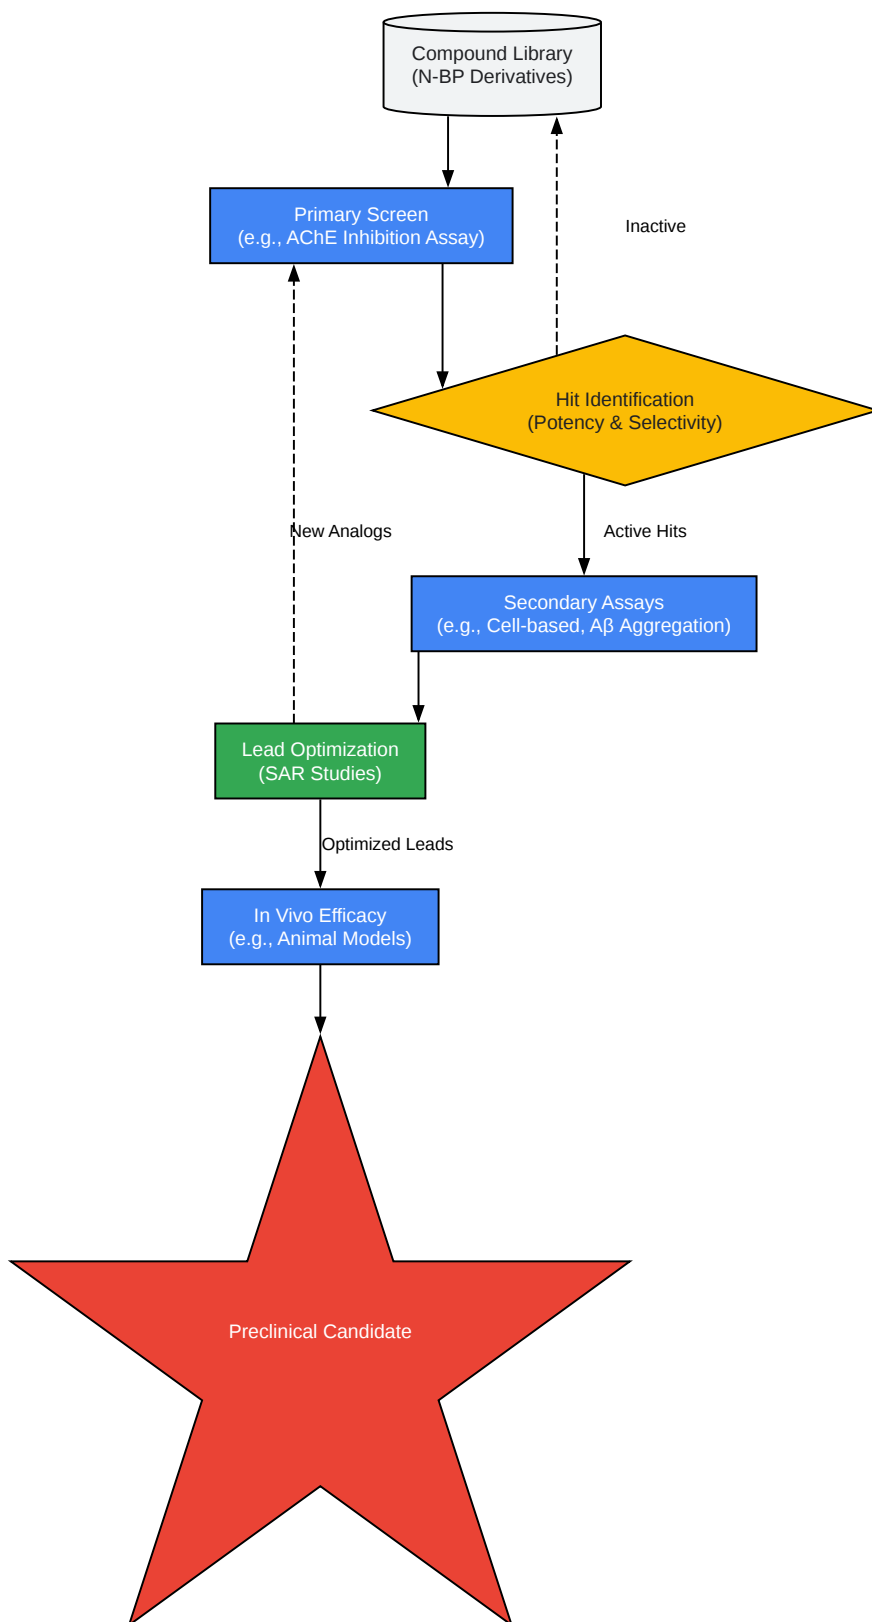 Compound Library
(N-BP Derivatives)
Primary Screen
(e.g., AChE Inhibition Assay)
Inactive
Hit Identification
(Potency & Selectivity)
New Analogs
Active Hits
Secondary Assays
(e.g., Cell-based, Aβ Aggregation)
Lead Optimization
(SAR Studies)
Optimized Leads
In Vivo Efficacy
(e.g., Animal Models)
Preclinical Candidate